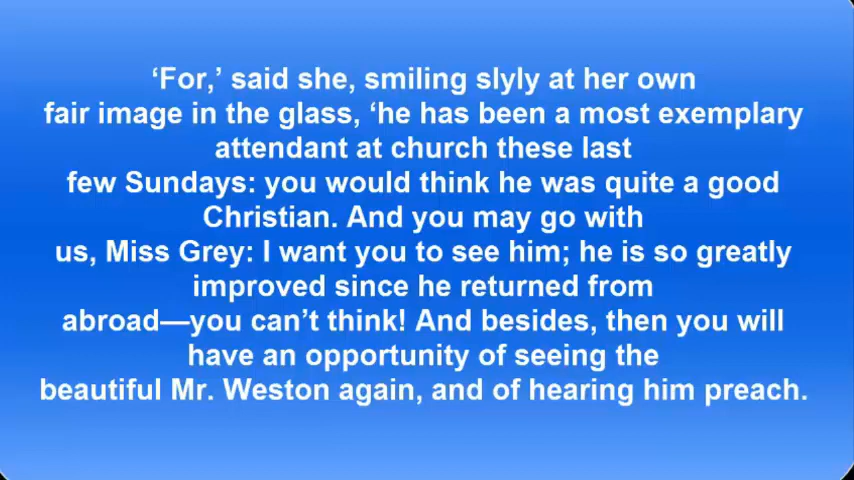 ‘For,’ said she, smiling slyly at her own
fair image in the glass, ‘he has been a most exemplary
attendant at church these last
few Sundays: you would think he was quite a good
Christian. And you may go with
us, Miss Grey: I want you to see him; he is so greatly
improved since he returned from
abroad—you can’t think! And besides, then you will
have an opportunity of seeing the
beautiful Mr. Weston again, and of hearing him preach.